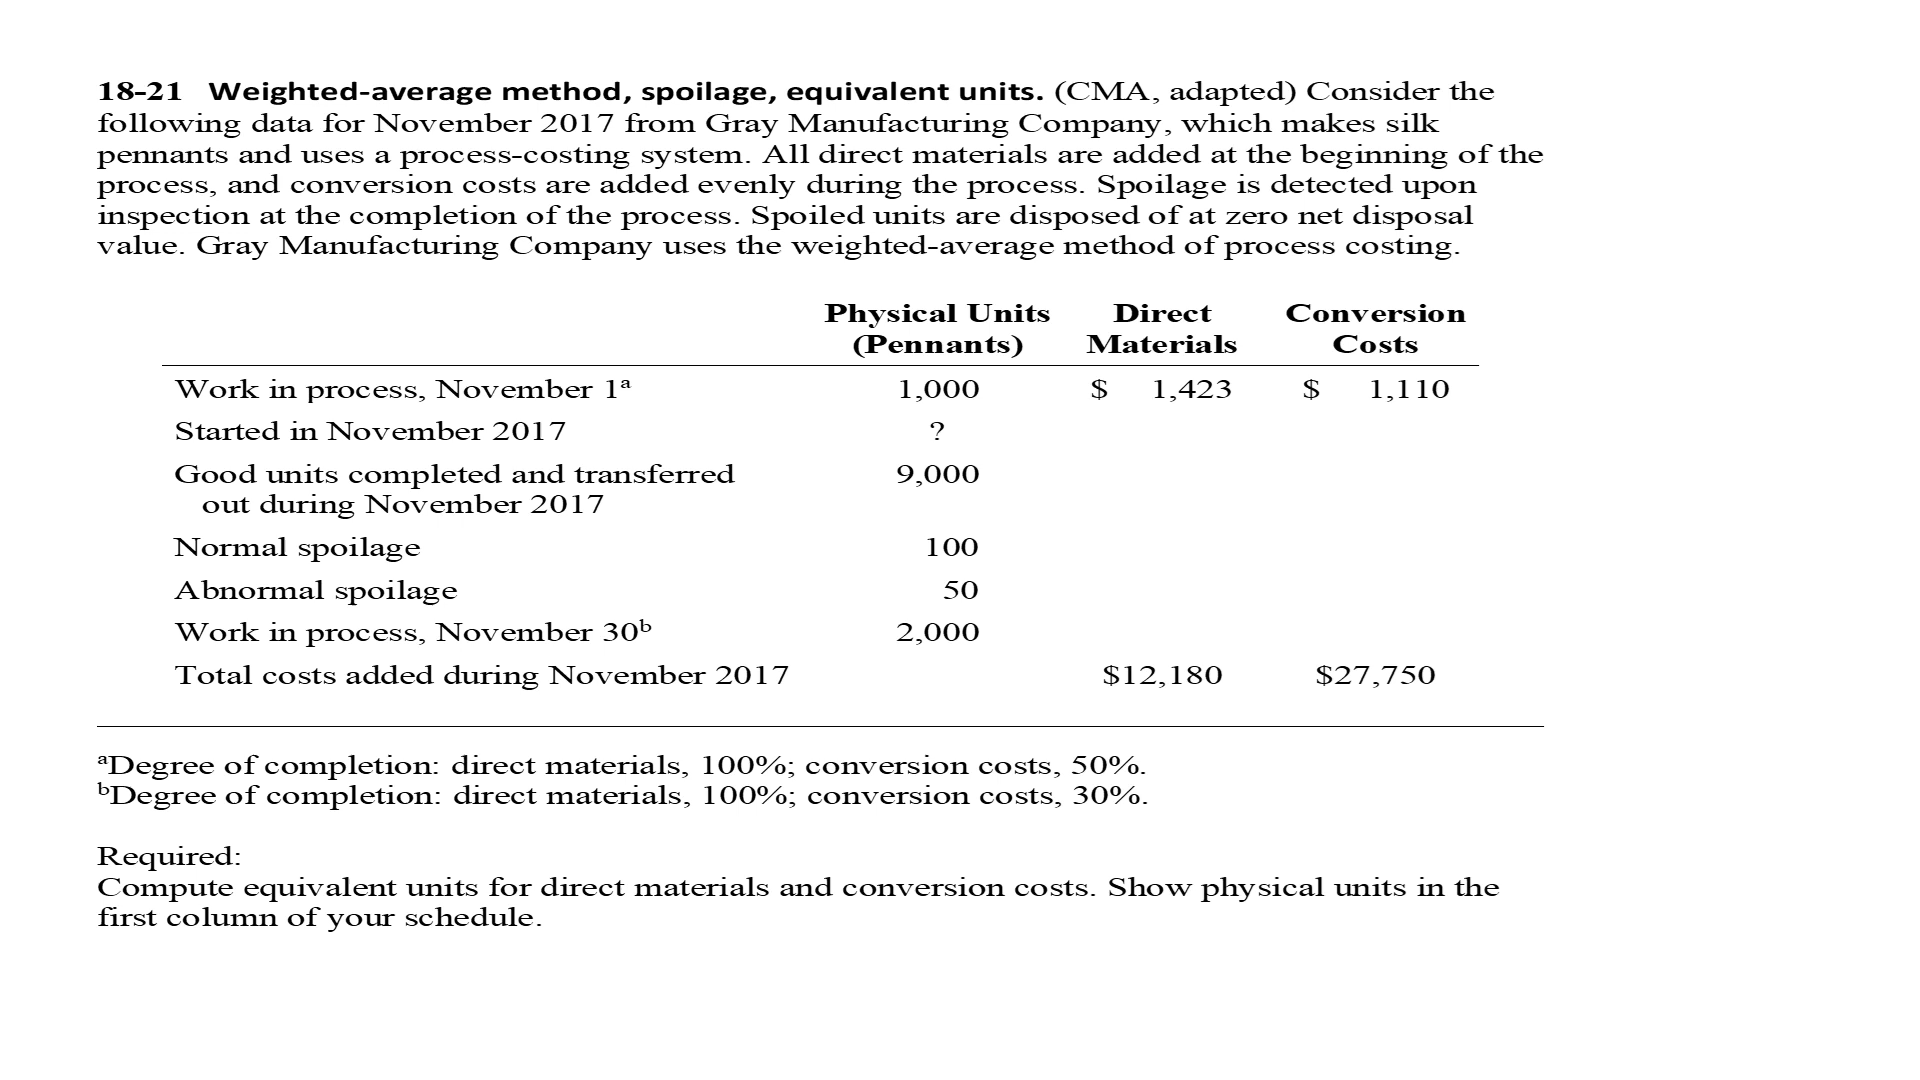 18-21 Weighted-average method, spoilage, equivalent units. (CMA, adapted) Consider the
following data for November 2017 from Gray Manufacturing Company, which makes silk
pennants and uses a process-costing system. All direct materials are added at the beginning of the
process, and conversion costs are added evenly during the process. Spoilage is detected upon
inspection at the completion of the process. Spoiled units are disposed of at zero net disposal
value. Gray Manufacturing Company uses the weighted-average method of process costing.
Physical Units Direct Conversion
(Pennants) Materials Costs
Work in process, November 1ᵃ 1,000 $ 1,423 $ 1,110
Started in November 2017 ?
Good units completed and transferred 9,000
out during November 2017
Normal spoilage 100
Abnormal spoilage 50
Work in process, November 30ᵇ 2,000
Total costs added during November 2017 $12,180 $27,750
ᵃDegree of completion: direct materials, 100%; conversion costs, 50%.
ᵇDegree of completion: direct materials, 100%; conversion costs, 30%.
Required:
Compute equivalent units for direct materials and conversion costs. Show physical units in the
first column of your schedule.